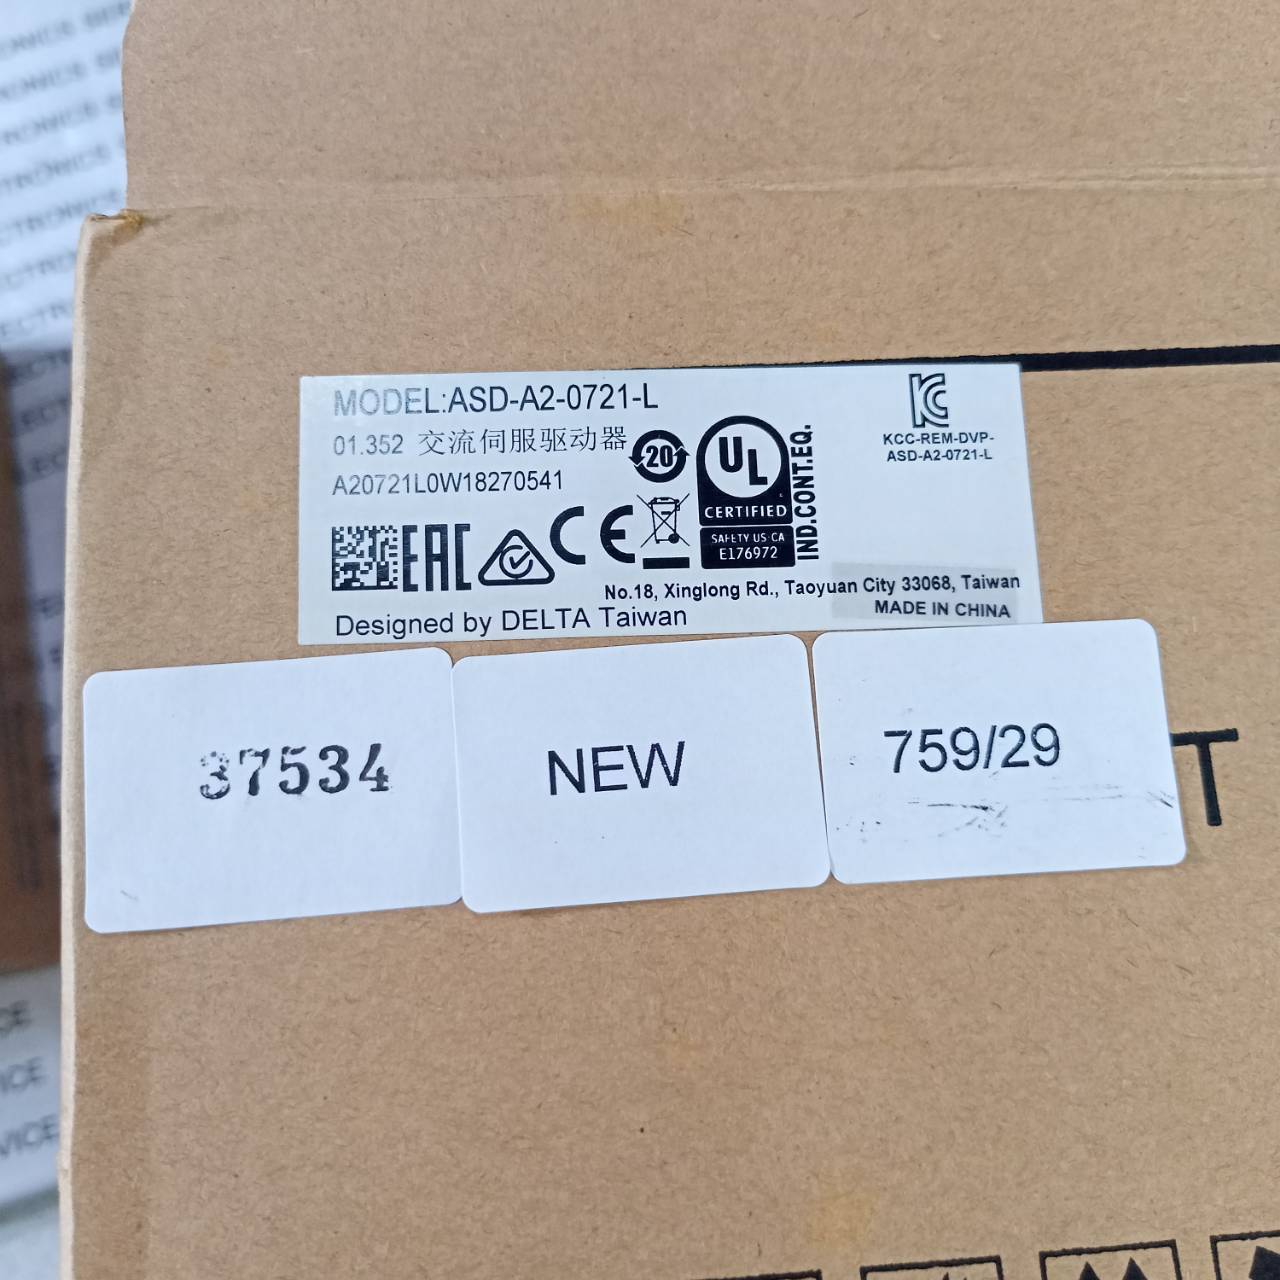 MODEL:ASD-A2-0721-L
01.352 交流伺服驱动器
A20721L0W18270541
20
UL
CERTIFIED
SAFETY US·CA
E176972
IND.CONT.EQ.
KC
KCC-REM-DVP-
ASD-A2-0721-L
EAC
CE
No.18, Xinglong Rd., Taoyuan City 33068, Taiwan
MADE IN CHINA
Designed by DELTA Taiwan
37534
NEW
759/29
T